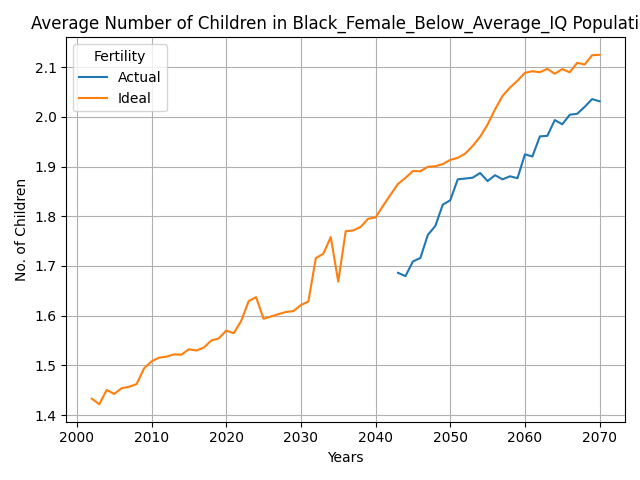 Average Number of Children in Black_Female_Below_Average_IQ Populati
Fertility
Actual
Ideal
No. of Children
2.1
2.0
1.9
1.8
1.7
1.6
1.5
1.4
2000 2010 2020 2030 2040 2050 2060 2070
Years